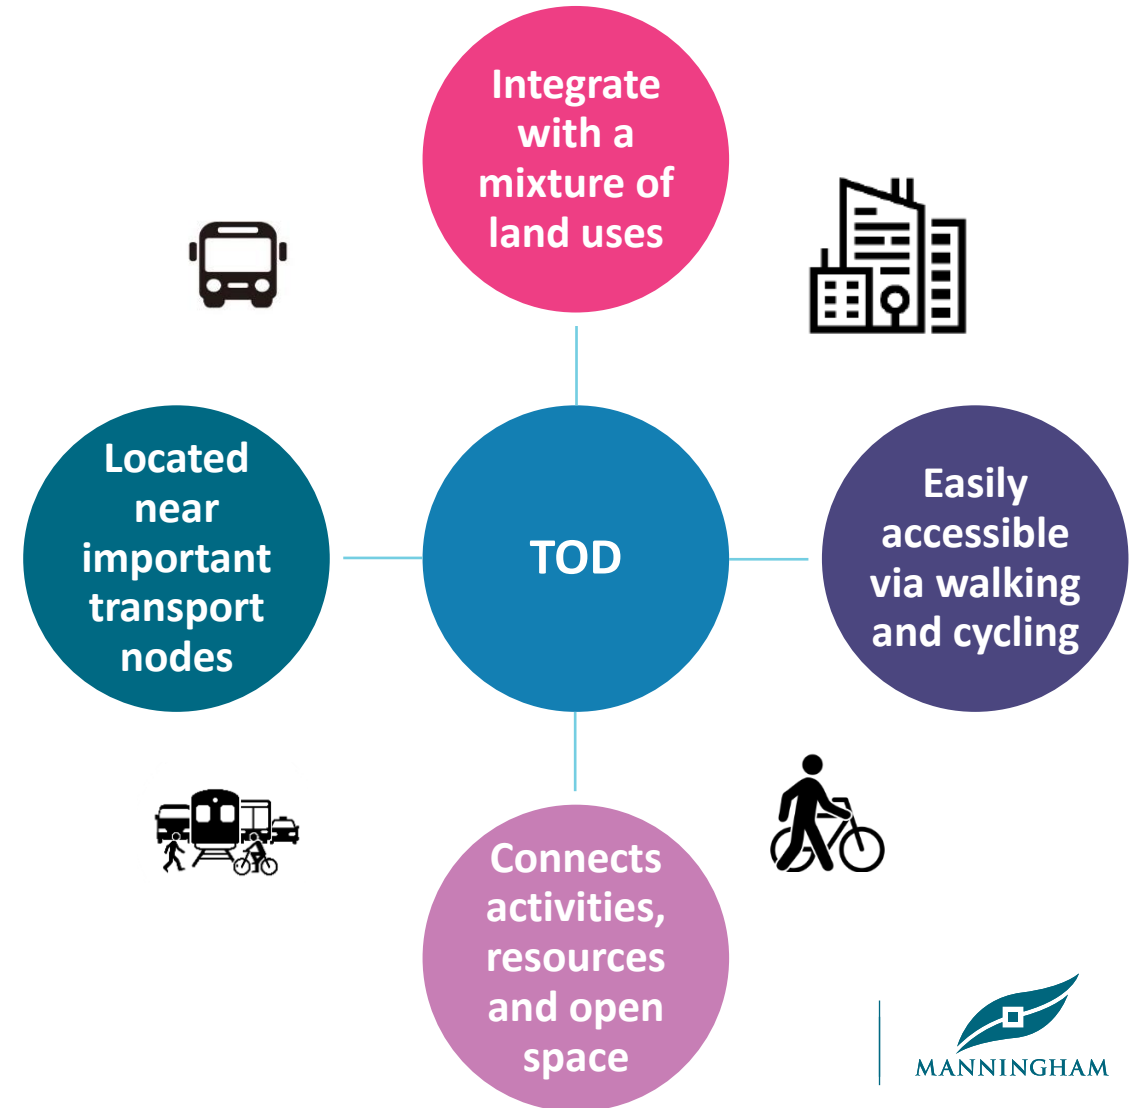 Integrate
with a
mixture of
land uses
Located
near
important
transport
nodes
TOD
Easily
accessible
via walking
and cycling
Connects
activities,
resources
and open
space
MANNINGHAM